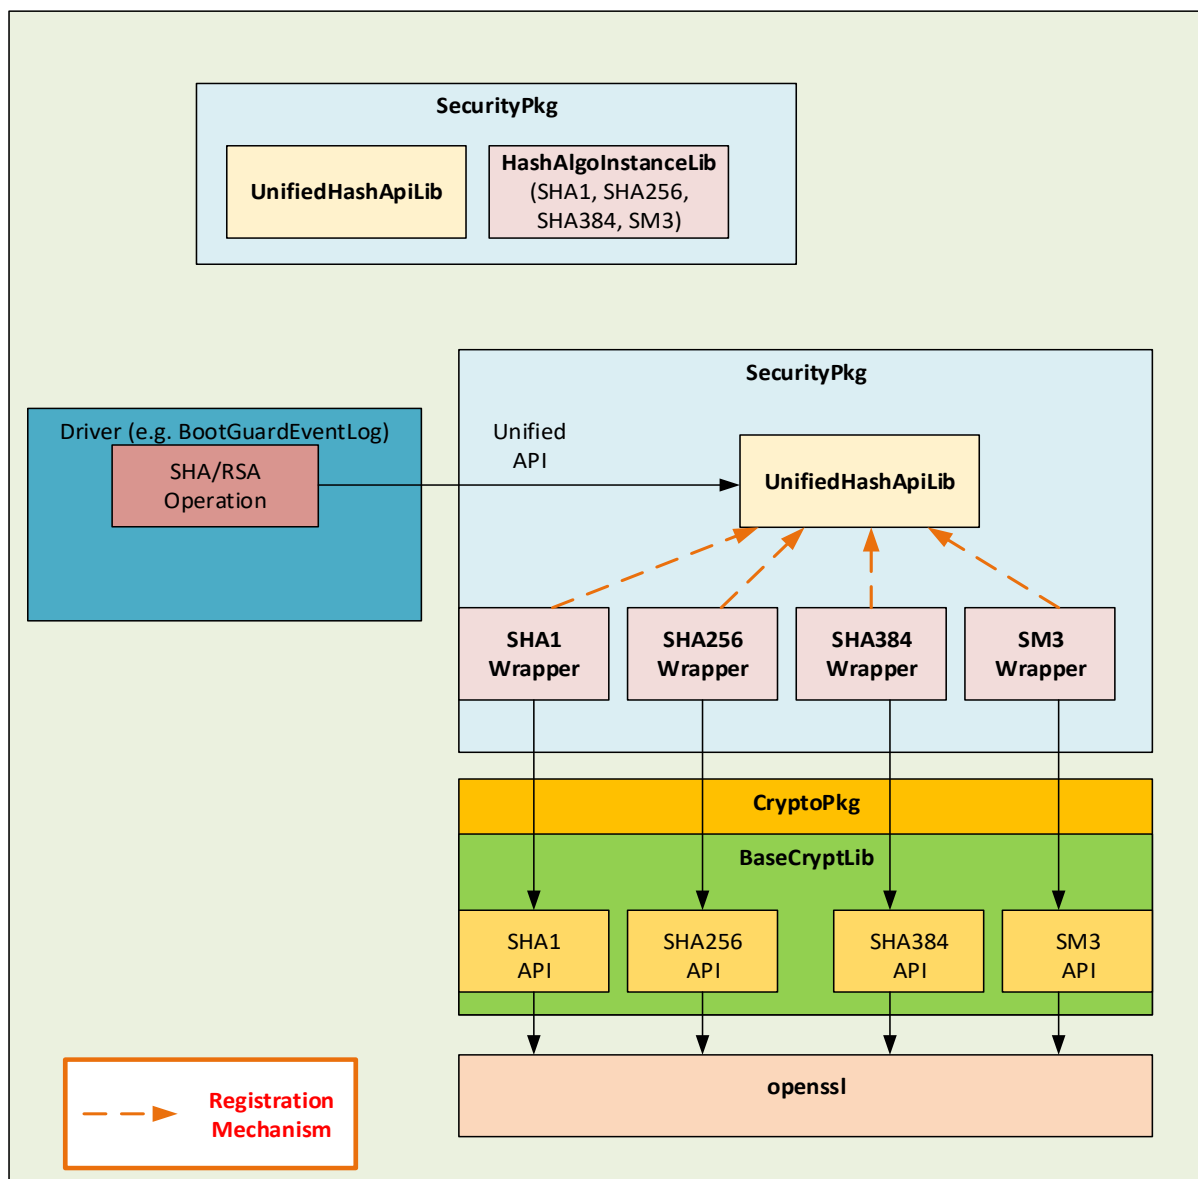 SecurityPkg
UnifiedHashApiLib
HashAlgoInstanceLib
(SHA1, SHA256,
SHA384, SM3)
SecurityPkg
Driver (e.g. BootGuardEventLog)
SHA/RSA
Operation
Unified
API
UnifiedHashApiLib
SHA1
Wrapper
SHA256
Wrapper
SHA384
Wrapper
SM3
Wrapper
CryptoPkg
BaseCryptLib
SHA1
API
SHA256
API
SHA384
API
SM3
API
openssl
Registration
Mechanism